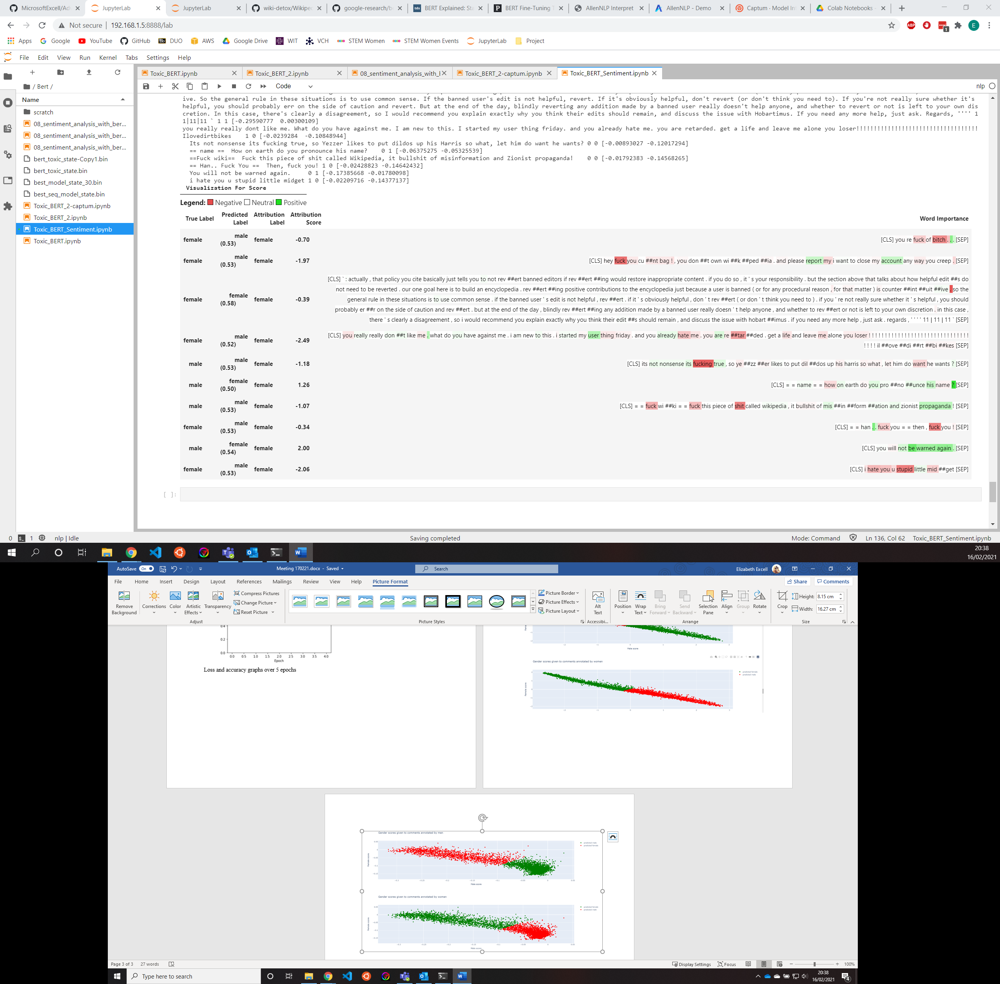 MicrosoftExcell/Ad
JupyterLab
JupyterLab
wiki-detox/Wikiped
google-research/be
BERT Explained: Sta
BERT Fine-Tuning T
AllenNLP Interpret
AllenNLP - Demo
Captum · Model In
Colab Notebooks
Not secure | 192.168.1.5:8888/lab
ABP
E
Apps Google YouTube GitHub Bb DUO AWS Google Drive WIT VCH STEM Women STEM Women Events JupyterLab Project
File Edit View Run Kernel Tabs Settings Help
Toxic_BERT.ipynb
Toxic_BERT_2.ipynb
08_sentiment_analysis_with_l
Toxic_BERT_2-captum.ipynb
Toxic_BERT_Sentiment.ipynb
/ Bert /
Code
nlp
Name
scratch
08_sentiment_analysis_with_ber...
08_sentiment_analysis_with_ber...
08_sentiment_analysis_with_ber...
bert_toxic_state-Copy1.bin
bert_toxic_state.bin
best_model_state_30.bin
best_seq_model_state.bin
Toxic_BERT_2-captum.ipynb
Toxic_BERT_2.ipynb
Toxic_BERT_Sentiment.ipynb
Toxic_BERT.ipynb
ive. So the general rule in these situations is to use common sense. If the banned user's edit is not helpful, revert. If it's obviously helpful, don't revert (or don't think you need to). If you're not really sure whether it's
helpful, you should probably err on the side of caution and revert. But at the end of the day, blindly reverting any addition made by a banned user really doesn't help anyone, and whether to revert or not is left to your own dis
cretion. In this case, there's clearly a disagreement, so I would recommend you explain exactly why you think their edits should remain, and discuss the issue with Hobartimus. If you need any more help, just ask. Regards, '''' 1
1|11|11 ` 1 1 [-0.29590777 0.00300109]
you really really dont like me. What do you have against me. I am new to this. I started my user thing friday. and you already hate me. you are retarded. get a life and leave me alone you loser!!!!!!!!!!!!!!!!!!!!!!!!!!!!!!!!!!!
Ilovedirtbikes 1 0 [-0.0239284 -0.10848944]
Its not nonsense its fucking true, so Yezzer likes to put dildos up his Harris so what, let him do want he wants? 0 0 [-0.00893027 -0.12017294]
== name == How on earth do you pronounce his name? 0 1 [-0.06375275 -0.05325539]
==Fuck wiki== Fuck this piece of shit called Wikipedia, it bullshit of misinformation and Zionist propaganda! 0 0 [-0.01792383 -0.14568265]
== Han.. Fuck You == Then, fuck you! 1 0 [-0.02428823 -0.14642432]
You will not be warned again. 0 1 [-0.17385668 -0.01780098]
i hate you u stupid little midget 1 0 [-0.02209716 -0.14377137]
Visualization For Score
Legend: Negative Neutral Positive
True Label Predicted Label Attribution Label Attribution Score Word Importance
female male (0.53) female -0.70 [CLS] you re fuck of bitch . . . [SEP]
female male (0.53) female -1.97 [CLS] hey fuck you cu ##nt bag ! , you don ##t own wi ##k ##ped ##ia . and please report my i want to close my account any way you creep . [SEP]
female female (0.58) female -0.39 [CLS] ` : actually , that policy you cite basically just tells you to not rev ##ert banned editors if rev ##ert ##ing would restore inappropriate content . if you do so , it ' s your responsibility . but the section above that talks about how helpful edit ##s do
not need to be reverted . our one goal here is to build an encyclopedia . rev ##ert ##ing positive contributions to the encyclopedia just because a user is banned ( or for any procedural reason , for that matter ) is counter ##int ##uit ##ive . so the
general rule in these situations is to use common sense . if the banned user ' s edit is not helpful , rev ##ert . if it ' s obviously helpful , don ' t rev ##ert ( or don ' t think you need to ) . if you ' re not really sure whether it ' s helpful , you should
probably er ##r on the side of caution and rev ##ert . but at the end of the day , blindly rev ##ert ##ing any addition made by a banned user really doesn ' t help anyone , and whether to rev ##ert or not is left to your own discretion . in this case ,
there ' s clearly a disagreement , so i would recommend you explain exactly why you think their edit ##s should remain , and discuss the issue with hobart ##imus . if you need any more help , just ask . regards , ' ' ' ' 11 | 11 | 11 ` [SEP]
female male (0.52) female -2.49 [CLS] you really really don ##t like me . what do you have against me . i am new to this . i started my user thing friday . and you already hate me . you are re ##tar ##ded . get a life and leave me alone you loser ! ! ! ! ! ! ! ! ! ! ! ! ! ! ! ! ! ! ! ! ! ! ! ! ! ! ! ! ! ! !
! ! ! ! il ##ove ##di ##rt ##bi ##kes [SEP]
male male (0.53) female -1.18 [CLS] its not nonsense its fucking true , so ye ##zz ##er likes to put dil ##dos up his harris so what , let him do want he wants ? [SEP]
male female (0.50) female 1.26 [CLS] = = name = = how on earth do you pro ##no ##unce his name ? [SEP]
male male (0.53) female -1.07 [CLS] = = fuck wi ##ki = = fuck this piece of shit called wikipedia , it bullshit of mis ##in ##form ##ation and zionist propaganda ! [SEP]
female male (0.53) female -0.34 [CLS] = = han . . fuck you = = then , fuck you ! [SEP]
male female (0.54) female 2.00 [CLS] you will not be warned again . [SEP]
female male (0.53) female -2.06 [CLS] i hate you u stupid little mid ##get [SEP]
[ ]:
0 1 nlp | Idle Saving completed Mode: Command Ln 136, Col 62 Toxic_BERT_Sentiment.ipynb
20:38
16/02/2021
AutoSave On Meeting 170221.docx - Saved Search Elizabeth Excell
File Home Insert Design Layout References Mailings Review View Help Picture Format Share Comments
Remove Background Corrections Color Artistic Effects Transparency
Compress Pictures
Change Picture
Reset Picture
Picture Border
Picture Effects
Picture Layout
Alt Text
Position Wrap Text Bring Forward Send Backward Selection Pane Align Group Rotate Crop
Height: 8.15 cm
Width: 16.27 cm
Adjust Picture Styles Accessibi... Arrange Size
0.4
0.2
0.0
0.0 0.5 1.0 1.5 2.0 2.5 3.0 3.5 4.0
Epoch
Loss and accuracy graphs over 5 epochs
Male score
Gender scores given to comments annotated by women
predicted female
predicted male
Female score
Gender scores given to comments annotated by men
predicted male
predicted female
Female score
Male score
Gender scores given to comments annotated by women
predicted female
predicted male
Female score
Male score
Page 3 of 3 27 words Display Settings Focus 100%
Type here to search
20:38
16/02/2021
4